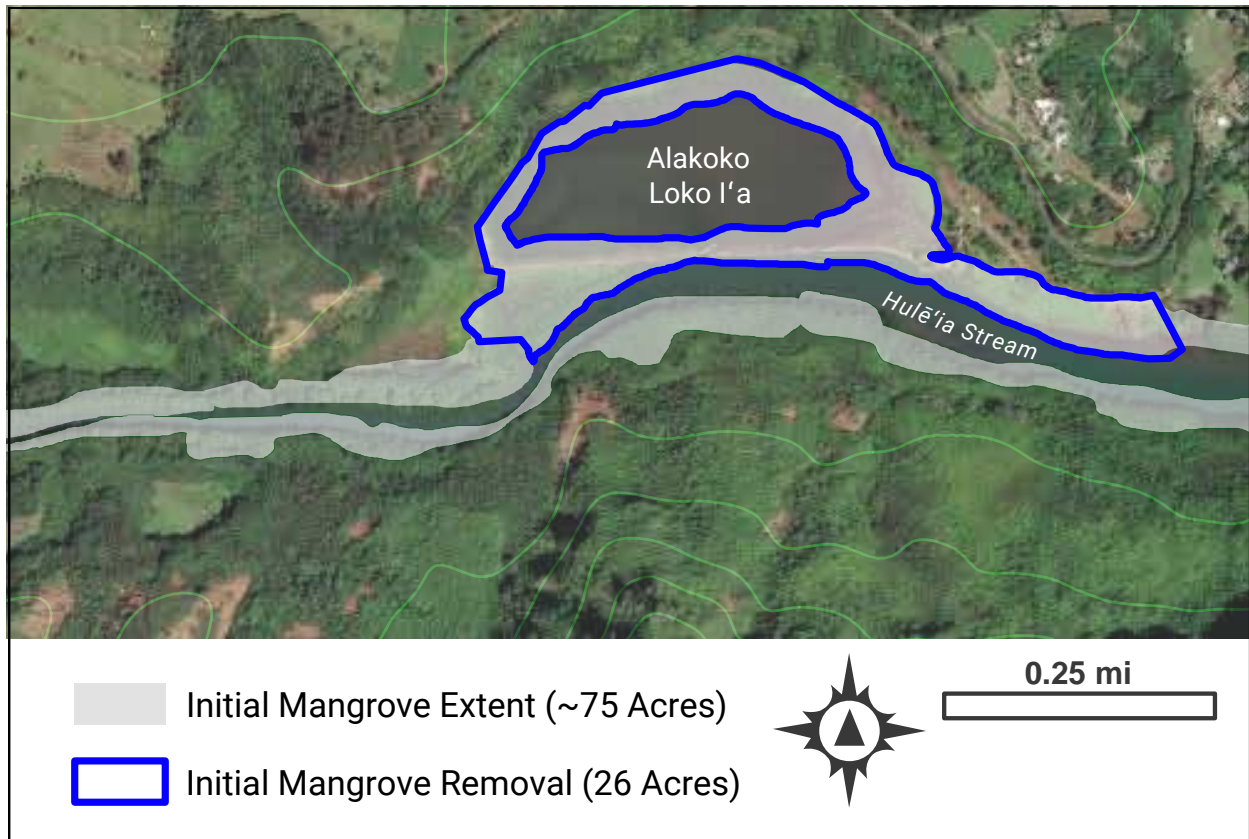 Alakoko
Loko Iʻa
Hulēʻia Stream
Initial Mangrove Extent (~75 Acres)
Initial Mangrove Removal (26 Acres)
0.25 mi